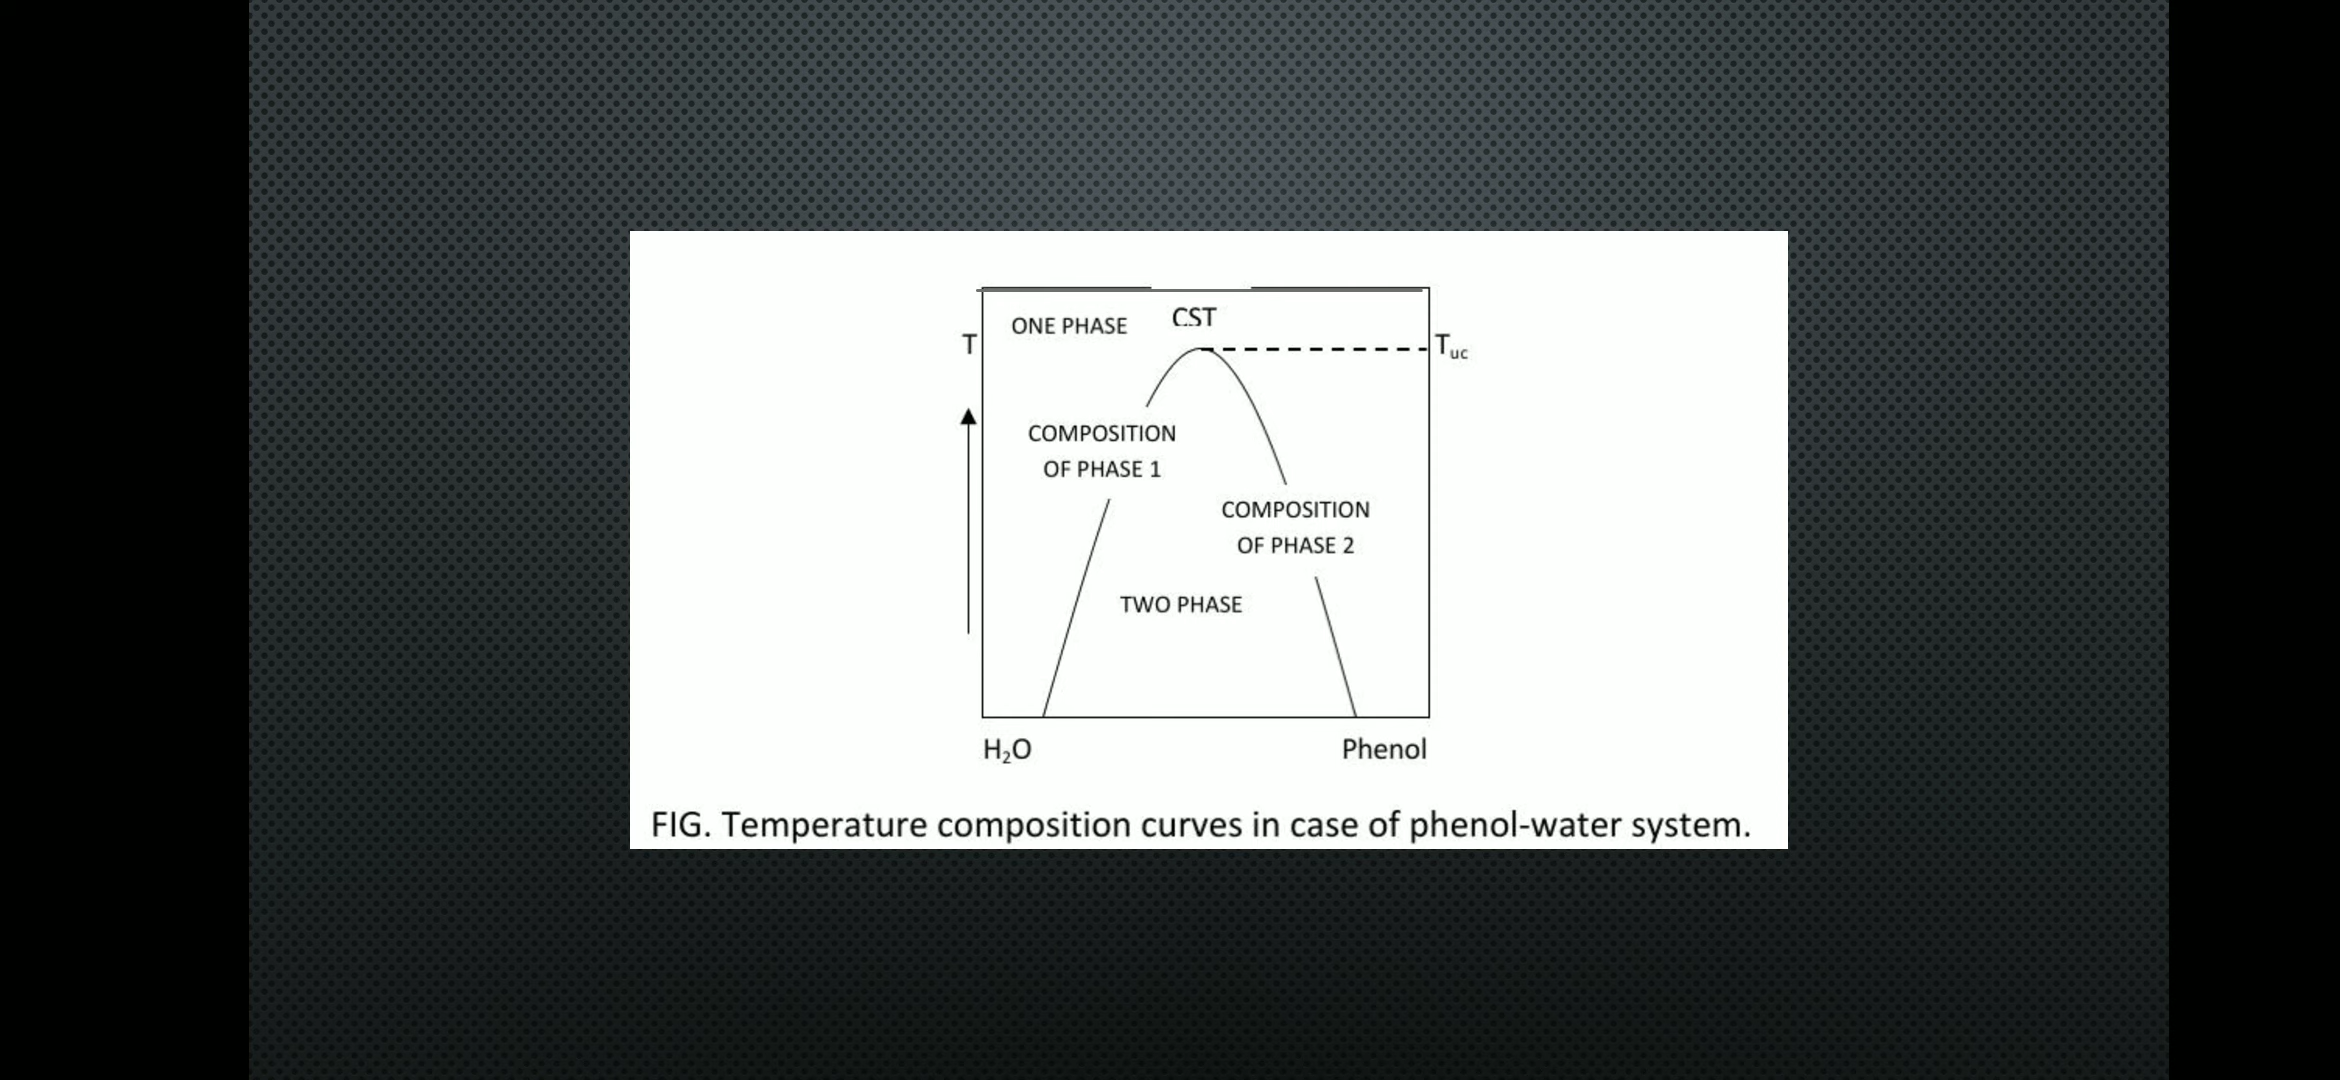 ONE PHASE
CST
T
Tuc
COMPOSITION
OF PHASE 1
COMPOSITION
OF PHASE 2
TWO PHASE
H₂O
Phenol
FIG. Temperature composition curves in case of phenol-water system.